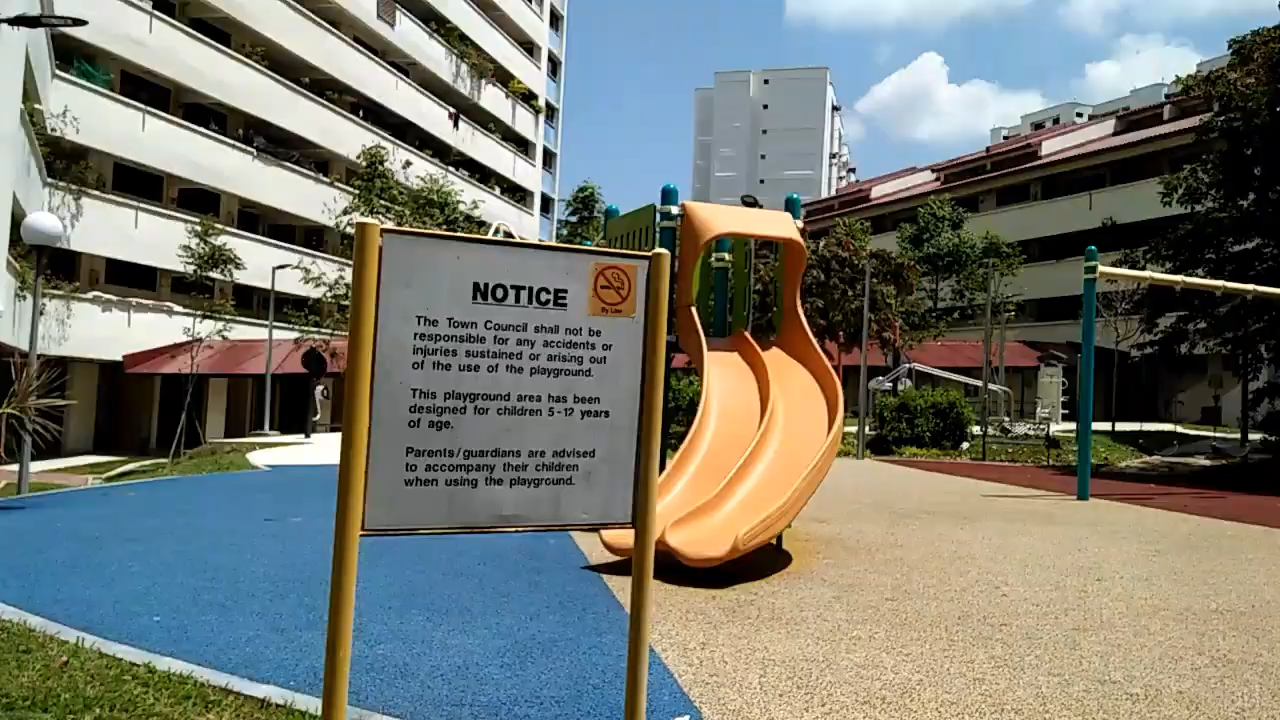 NOTICE
By Law
The Town Council shall not be
responsible for any accidents or
injuries sustained or arising out
of the use of the playground.
This playground area has been
designed for children 5-12 years
of age.
Parents/guardians are advised
to accompany their children
when using the playground.